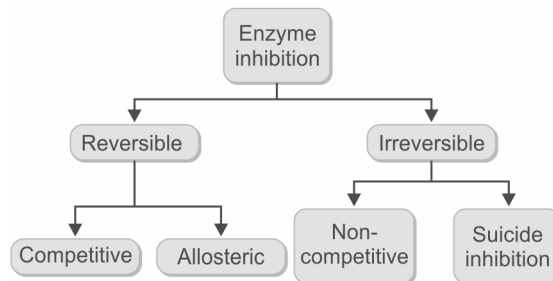 Enzyme
inhibition
Reversible
Irreversible
Competitive
Allosteric
Non-
competitive
Suicide
inhibition